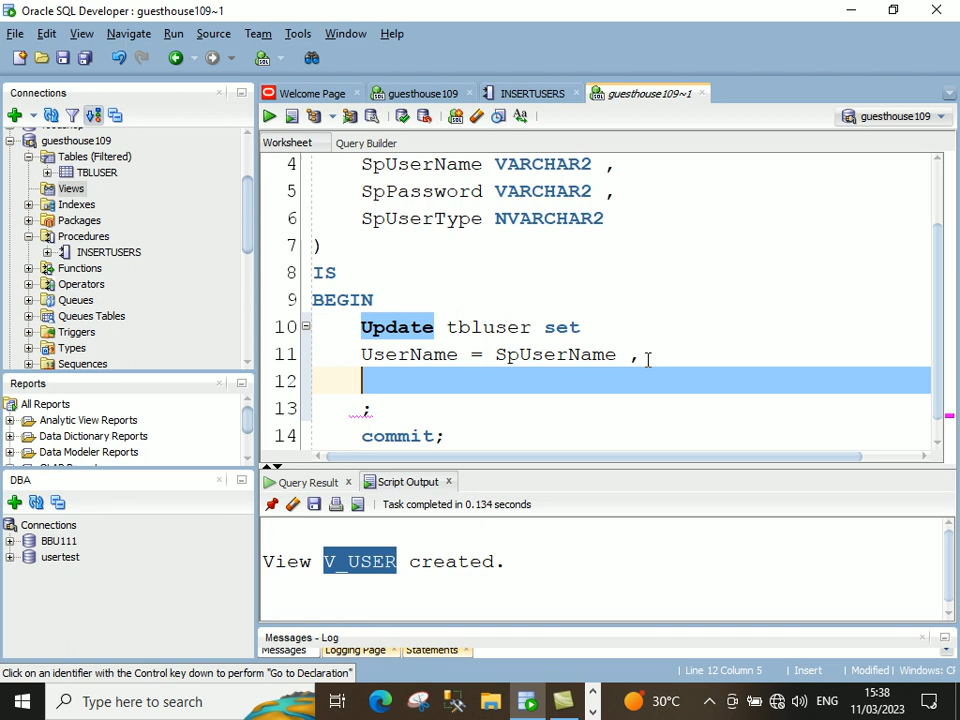 Oracle SQL Developer : guesthouse109~1
File Edit View Navigate Run Source Team Tools Window Help
Connections
guesthouse109
Tables (Filtered)
TBLUSER
Views
Indexes
Packages
Procedures
INSERTUSERS
Functions
Operators
Queues
Queues Tables
Triggers
Types
Sequences
Reports
All Reports
Analytic View Reports
Data Dictionary Reports
Data Modeler Reports
DBA
Connections
BBU111
usertest
Welcome Page guesthouse109 INSERTUSERS guesthouse109~1
guesthouse109
Worksheet Query Builder
4 SpUserName VARCHAR2 ,
5 SpPassword VARCHAR2 ,
6 SpUserType NVARCHAR2
7 )
8 IS
9 BEGIN
10 Update tbluser set
11 UserName = SpUserName ,
12
13 ;
14 commit;
Query Result Script Output
Task completed in 0.134 seconds
View V_USER created.
Messages - Log
Messages Logging Page Statements
Click on an identifier with the Control key down to perform "Go to Declaration"
Line 12 Column 5 Insert Modified Windows: CF
Type here to search
30°C
ENG
15:38
11/03/2023